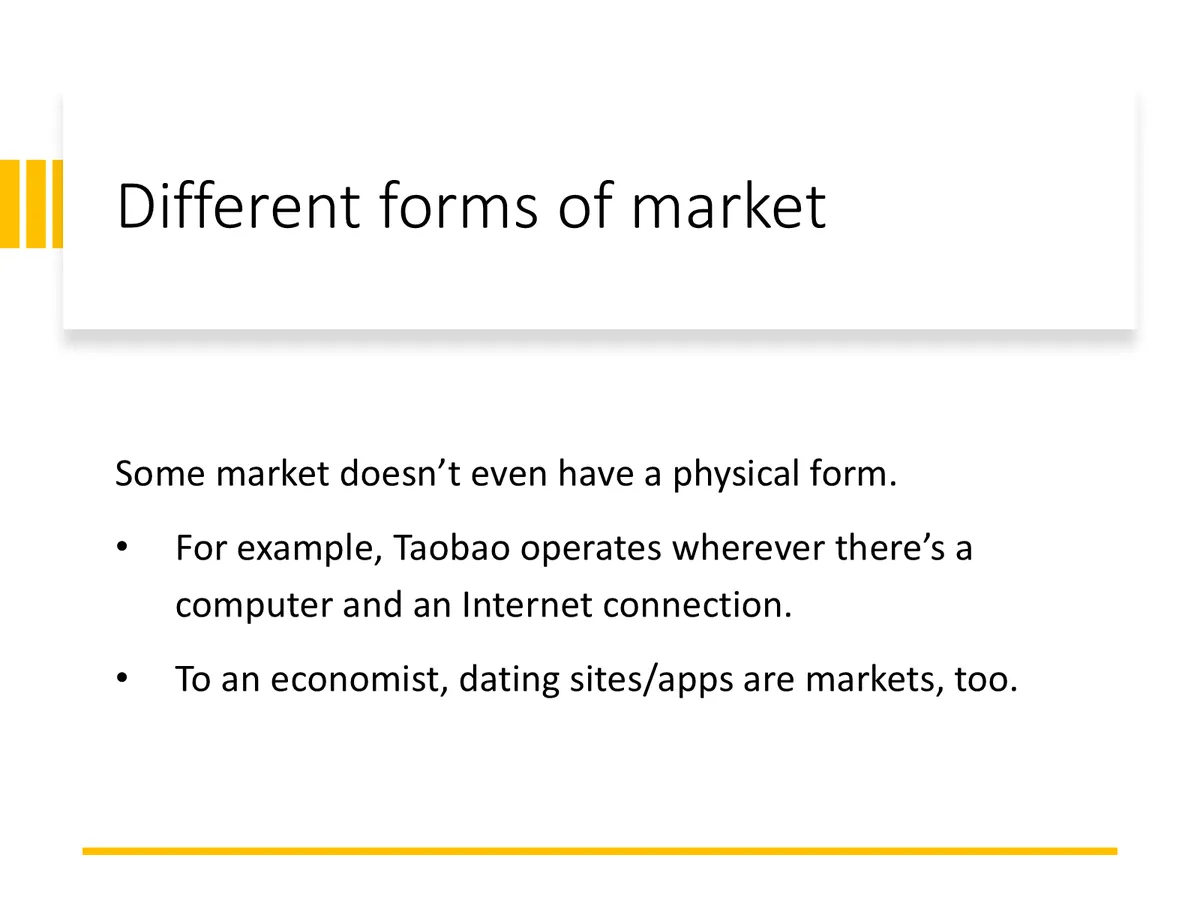 Different forms of market
Some market doesn’t even have a physical form.
• For example, Taobao operates wherever there’s a
computer and an Internet connection.
• To an economist, dating sites/apps are markets, too.